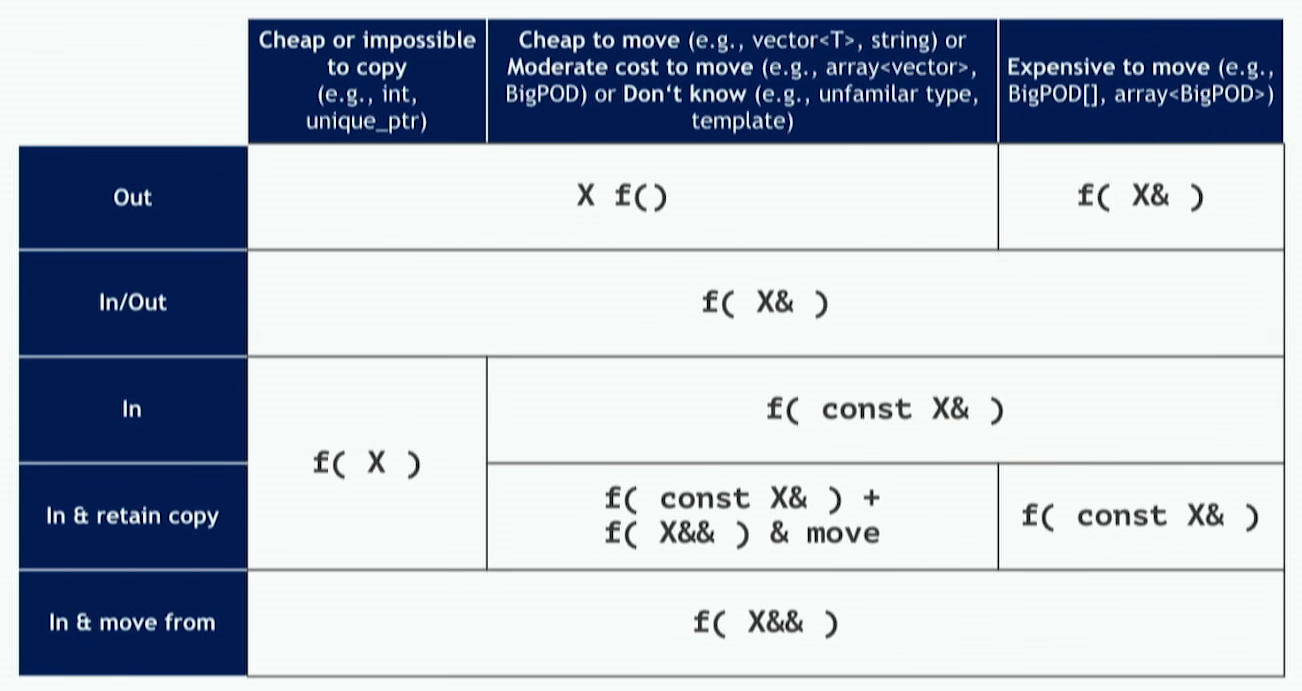 Cheap or impossible
to copy
(e.g., int,
unique_ptr)
Cheap to move (e.g., vector<T>, string) or
Moderate cost to move (e.g., array<vector>,
BigPOD) or Don't know (e.g., unfamilar type,
template)
Expensive to move (e.g.,
BigPOD[], array<BigPOD>)
Out
X f()
f( X& )
In/Out
f( X& )
In
f( X )
f( const X& )
In & retain copy
f( const X& ) +
f( X&& ) & move
f( const X& )
In & move from
f( X&& )